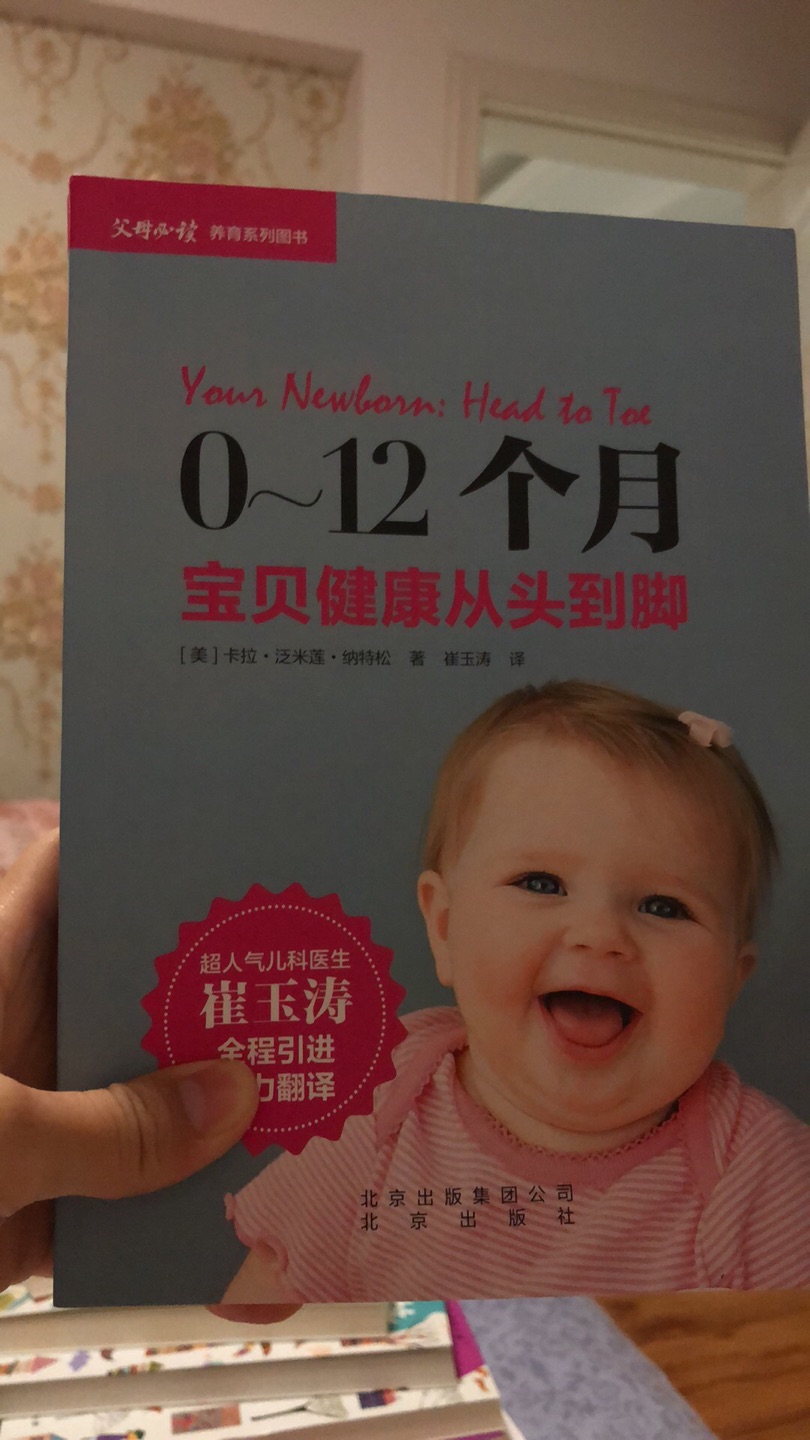 父母必读 养育系列图书
Your Newborn: Head to Toe
0~12个月
宝贝健康从头到脚
[美]卡拉·泛米莲·纳特松 著 崔玉涛 译
超人气儿科医生
崔玉涛
全程引进
力翻译
北京出版集团公司
北京出版社